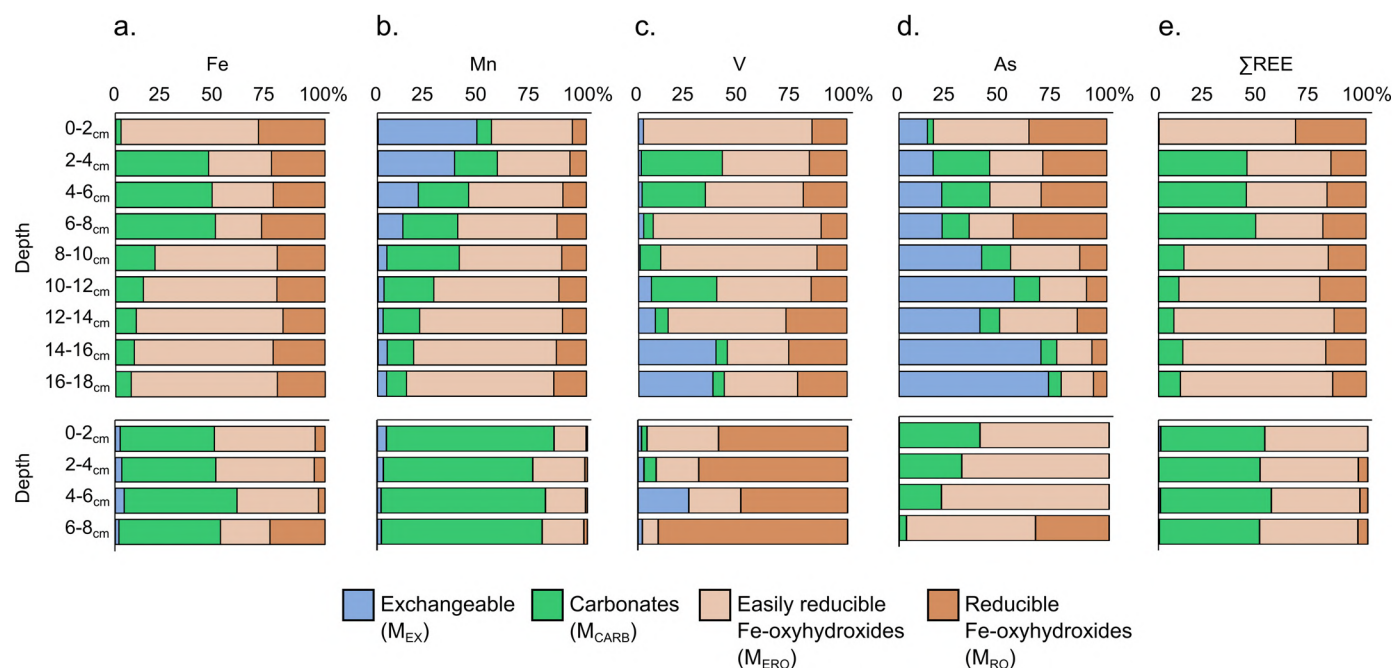 a. b. c. d. e.
Fe Mn V As ∑REE
0 25 50 75 100% 0 25 50 75 100% 0 25 50 75 100% 0 25 50 75 100% 0 25 50 75 100%
Depth
0-2cm
2-4cm
4-6cm
6-8cm
8-10cm
10-12cm
12-14cm
14-16cm
16-18cm
Depth
0-2cm
2-4cm
4-6cm
6-8cm
Exchangeable
(MEX)
Carbonates
(MCARB)
Easily reducible
Fe-oxyhydroxides
(MERO)
Reducible
Fe-oxyhydroxides
(MRO)